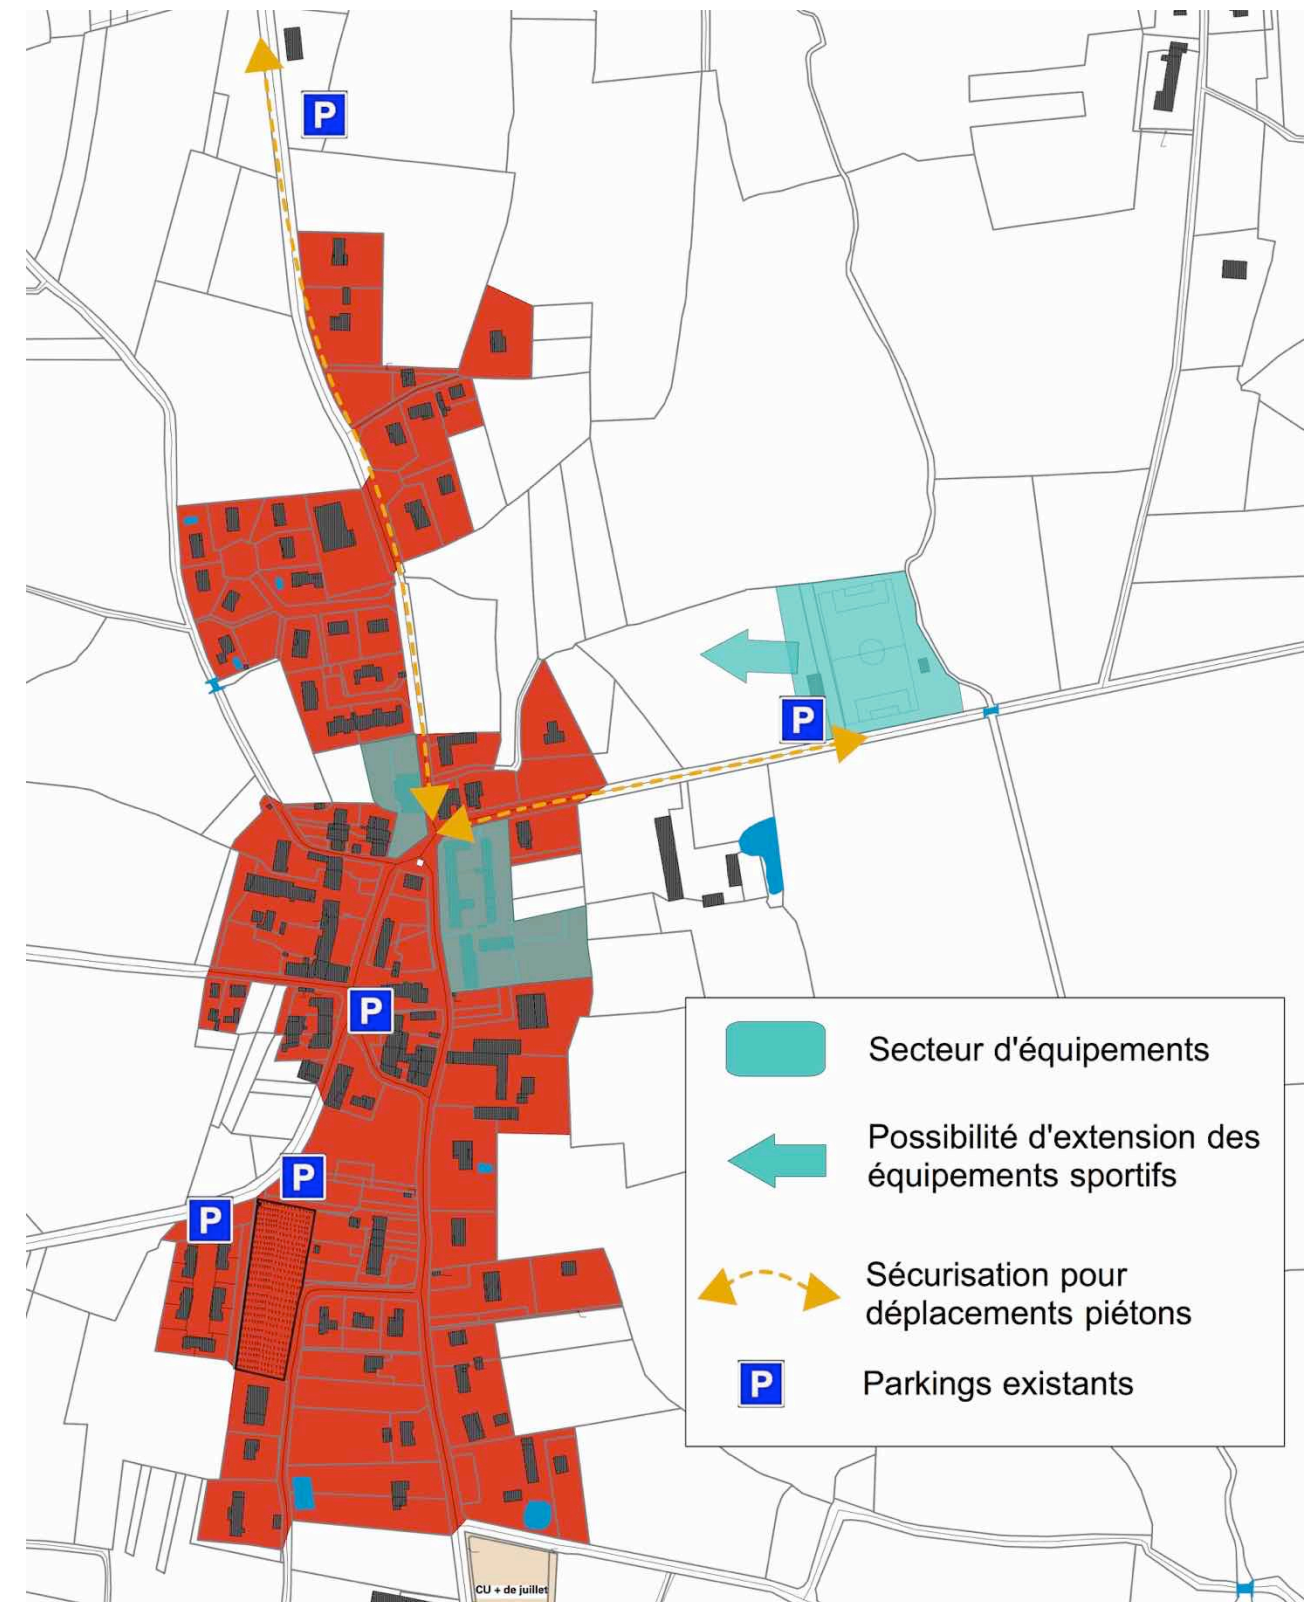 P
P
P
P
P
Secteur d'équipements
Possibilité d'extension des
équipements sportifs
Sécurisation pour
déplacements piétons
P
Parkings existants
CU + de juillet